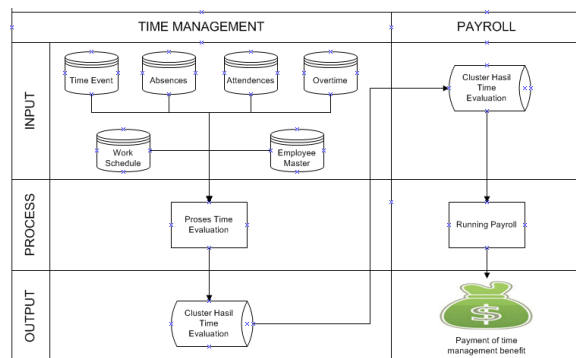 TIME MANAGEMENT
PAYROLL
INPUT
Time Event
Absences
Attendences
Overtime
Cluster Hasil
Time
Evaluation
Work
Schedule
Employee
Master
PROCESS
Proses Time
Evaluation
Running Payroll
OUTPUT
Cluster Hasil
Time
Evaluation
$
Payment of time
management benefit